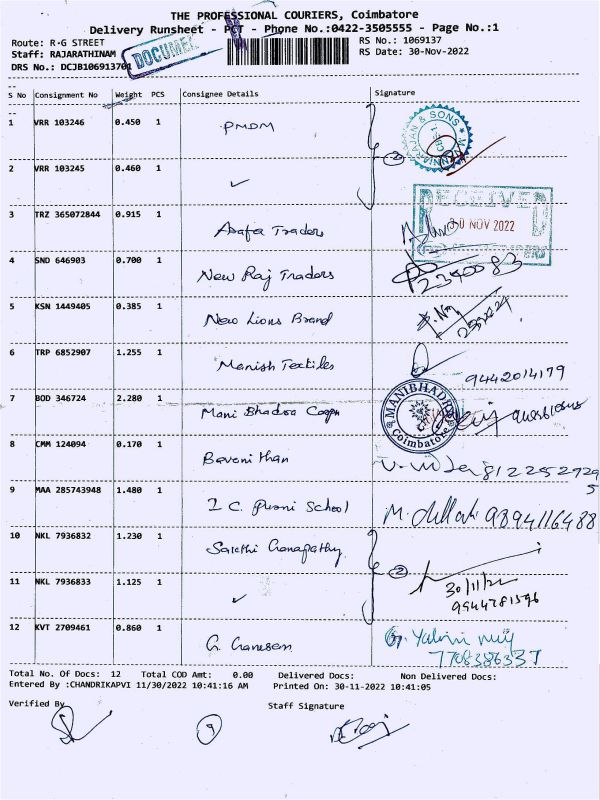 THE PROFESSIONAL COURIERS, Coimbatore
Delivery Runsheet - PCT - Phone No.:0422-3505555 - Page No.:1
Route: R-G STREET
RS No.: 1069137
Staff: RAJARATHINAM
RS Date: 30-Nov-2022
DRS No.: DCJB10691370
DOCUMEN
S No Consignment No Weight PCS Consignee Details Signature
1 VRR 103246 0.450 1 PMDM
RAJAN & SONS
2 VRR 103245 0.460 1 ✓
2
RECEIVED
30 NOV 2022
3 TRZ 365072844 0.915 1 Traders
4 SND 646903 0.700 1 New Raj Traders 2390083
5 KSN 1449405 0.385 1 New Lions Brand
6 TRP 6852907 1.255 1 Manish Textiles 9442014179
7 BOD 346724 2.280 1 Mani Bhadra
MANIBHADRA
Coimbatore
8 CMM 124094 0.170 1
9 MAA 285743948 1.480 1 School 9894116488
10 NKL 7936832 1.230 1 Sakthi Ganapathy
2
30/11/22
11 NKL 7936833 1.125 1 ✓
9944781596
12 KVT 2709461 0.860 1 G. Ganesan
7708386337
Total No. Of Docs: 12 Total COD Amt: 0.00 Delivered Docs: Non Delivered Docs:
Entered By :CHANDRIKAPVI 11/30/2022 10:41:16 AM Printed On: 30-11-2022 10:41:05
Verified By Staff Signature
9